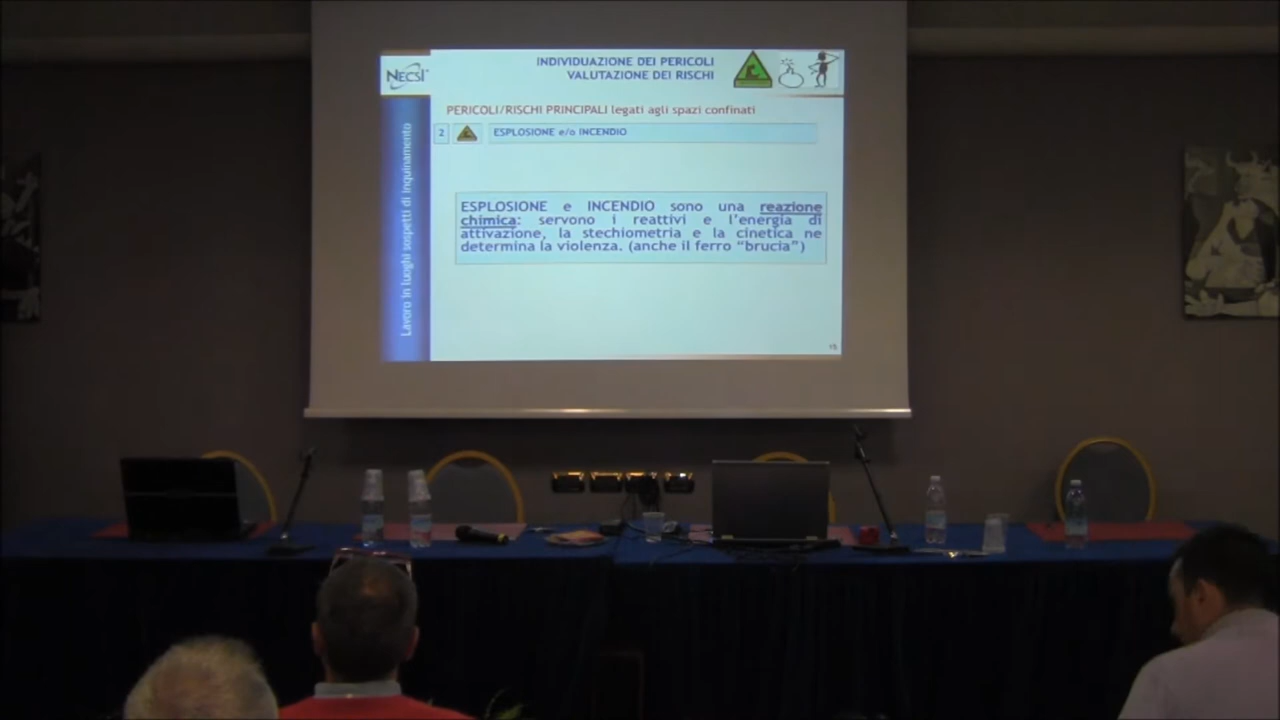 NECSI
INDIVIDUAZIONE DEI PERICOLI
VALUTAZIONE DEI RISCHI
PERICOLI/RISCHI PRINCIPALI legati agli spazi confinati
2 ESPLOSIONE e/o INCENDIO
Lavoro in luoghi sospetti di inquinamento
ESPLOSIONE e INCENDIO sono una reazione
chimica: servono i reattivi e l'energia di
attivazione, la stechiometria e la cinetica ne
determina la violenza. (anche il ferro "brucia")
15